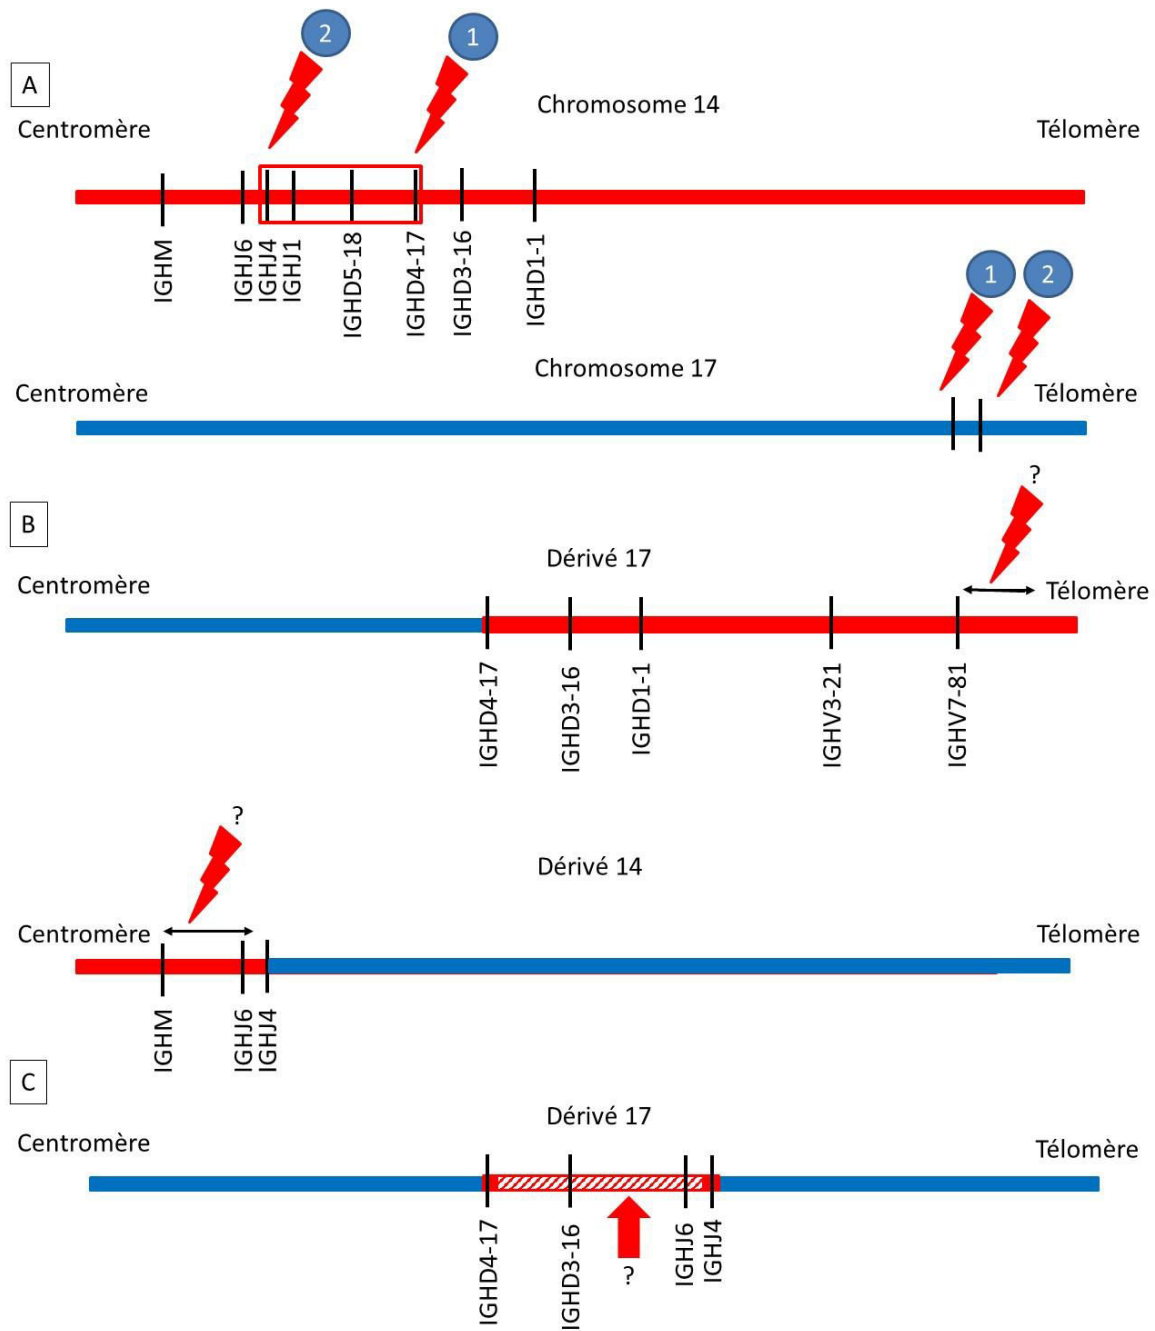 2
1
A
Chromosome 14
Centromère
Télomère
IGHM
IGHJ6
IGHJ4
IGHJ1
IGHD5-18
IGHD4-17
IGHD3-16
IGHD1-1
1
2
Chromosome 17
Centromère
Télomère
?
B
Dérivé 17
Centromère
Télomère
IGHD4-17
IGHD3-16
IGHD1-1
IGHV3-21
IGHV7-81
?
Dérivé 14
Centromère
Télomère
IGHM
IGHJ6
IGHJ4
C
Dérivé 17
Centromère
Télomère
IGHD4-17
IGHD3-16
?
IGHJ6
IGHJ4